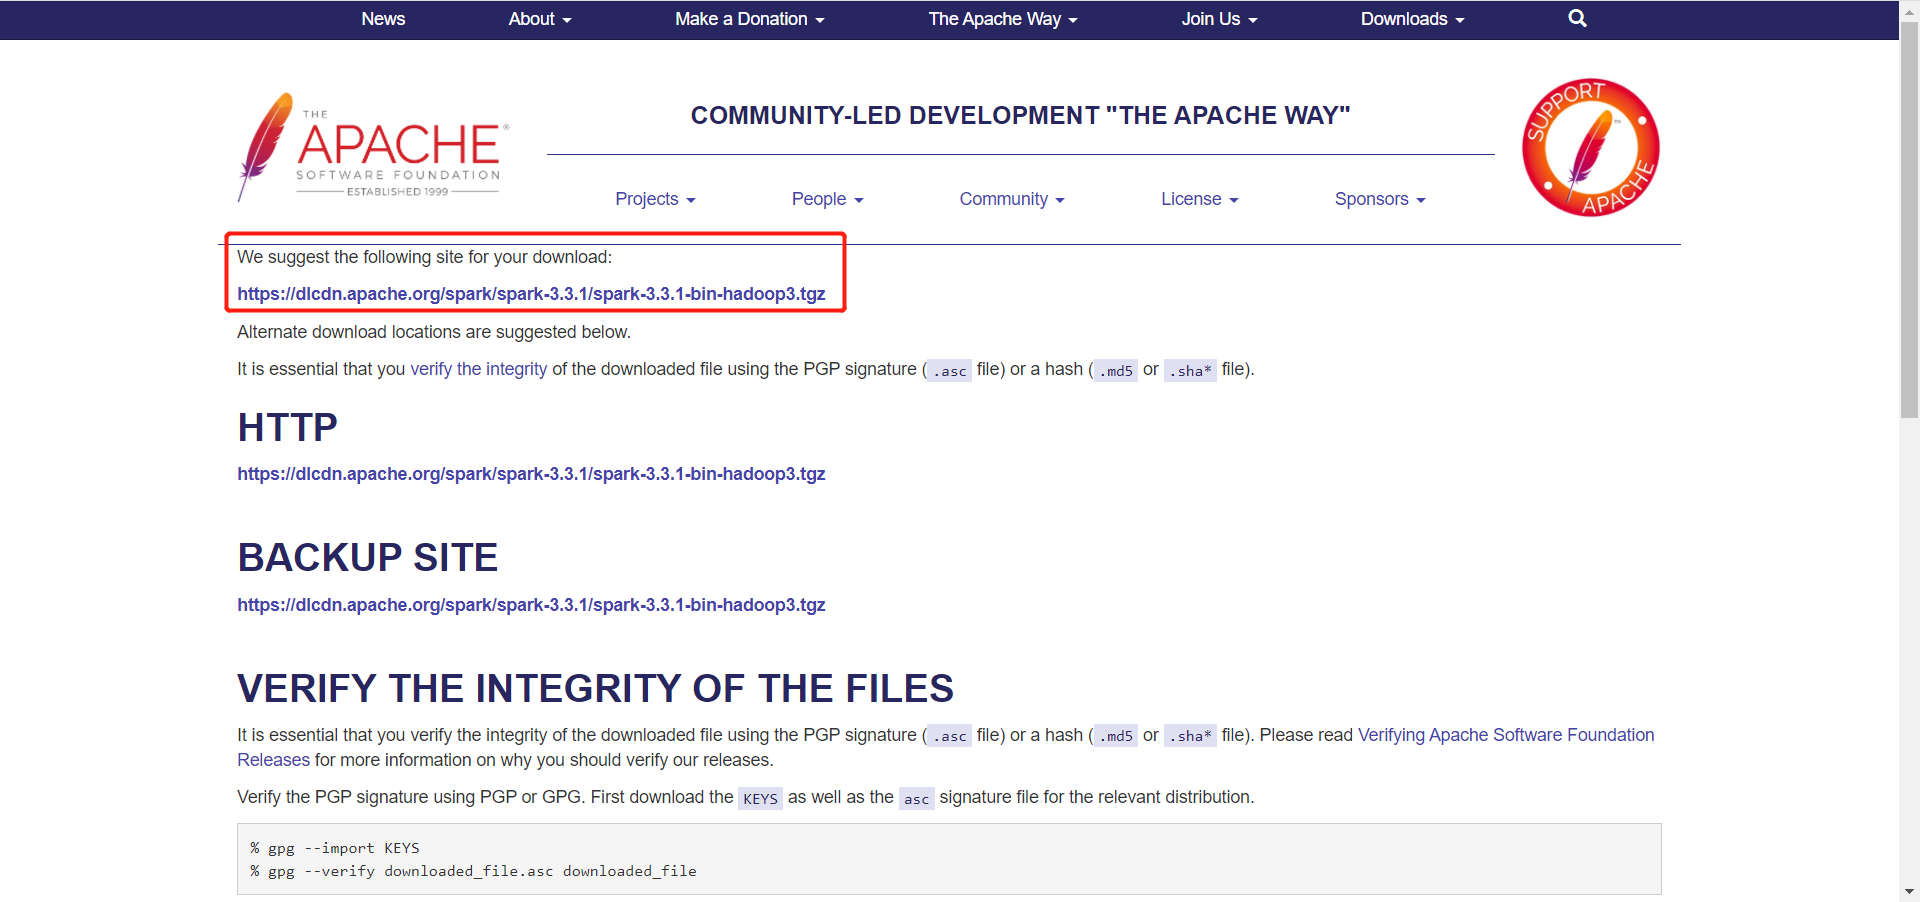 News About Make a Donation The Apache Way Join Us Downloads
THE
APACHE®
SOFTWARE FOUNDATION
ESTABLISHED 1999
COMMUNITY-LED DEVELOPMENT "THE APACHE WAY"
SUPPORT
APACHE
TM
Projects People Community License Sponsors
We suggest the following site for your download:
https://dlcdn.apache.org/spark/spark-3.3.1/spark-3.3.1-bin-hadoop3.tgz
Alternate download locations are suggested below.
It is essential that you verify the integrity of the downloaded file using the PGP signature ( .asc file) or a hash ( .md5 or .sha* file).
HTTP
https://dlcdn.apache.org/spark/spark-3.3.1/spark-3.3.1-bin-hadoop3.tgz
BACKUP SITE
https://dlcdn.apache.org/spark/spark-3.3.1/spark-3.3.1-bin-hadoop3.tgz
VERIFY THE INTEGRITY OF THE FILES
It is essential that you verify the integrity of the downloaded file using the PGP signature ( .asc file) or a hash ( .md5 or .sha* file). Please read Verifying Apache Software Foundation
Releases for more information on why you should verify our releases.
Verify the PGP signature using PGP or GPG. First download the KEYS as well as the asc signature file for the relevant distribution.
% gpg --import KEYS
% gpg --verify downloaded_file.asc downloaded_file